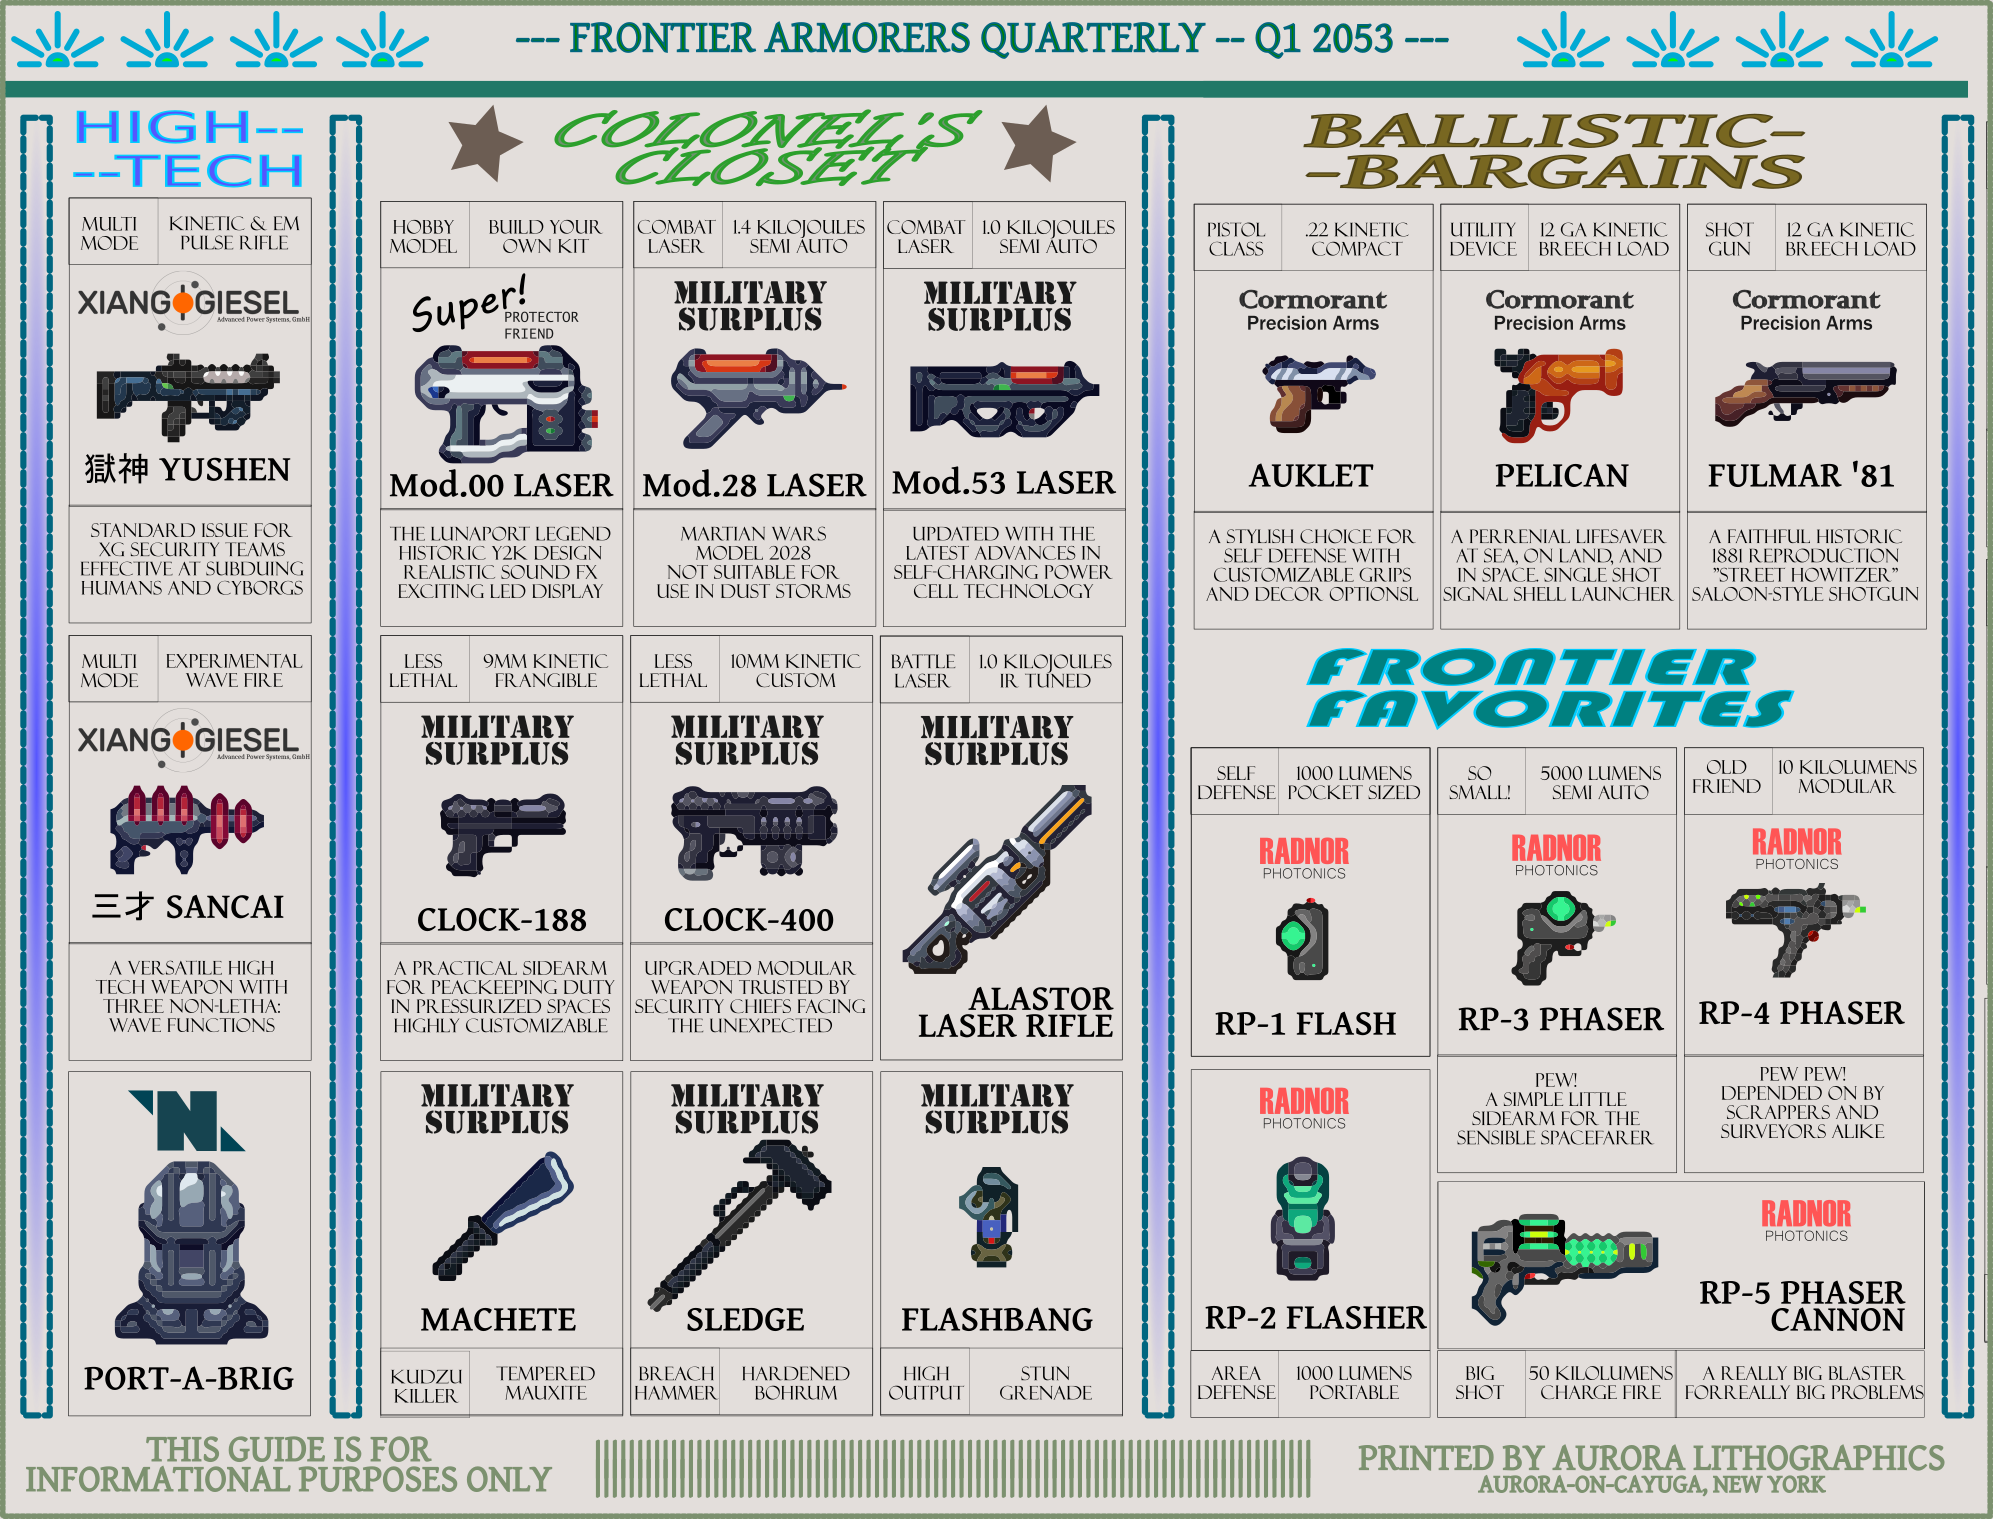 --- FRONTIER ARMORERS QUARTERLY -- Q1 2053 ---
HIGH--
--TECH
MULTI
MODE
KINETIC & EM
PULSE RIFLE
XIANG GIESEL
Advanced Power Systems, GmbH
獄神 YUSHEN
STANDARD ISSUE FOR
XG SECURITY TEAMS
EFFECTIVE AT SUBDUING
HUMANS AND CYBORGS
MULTI
MODE
EXPERIMENTAL
WAVE FIRE
XIANG GIESEL
Advanced Power Systems, GmbH
三才 SANCAI
A VERSATILE HIGH
TECH WEAPON WITH
THREE NON-LETHA:
WAVE FUNCTIONS
N
PORT-A-BRIG
COLONEL'S
CLOSET
HOBBY
MODEL
BUILD YOUR
OWN KIT
Super!
PROTECTOR
FRIEND
Mod.00 LASER
THE LUNAPORT LEGEND
HISTORIC Y2K DESIGN
REALISTIC SOUND FX
EXCITING LED DISPLAY
COMBAT
LASER
1.4 KILOJOULES
SEMI AUTO
MILITARY
SURPLUS
Mod.28 LASER
MARTIAN WARS
MODEL 2028
NOT SUITABLE FOR
USE IN DUST STORMS
COMBAT
LASER
1.0 KILOJOULES
SEMI AUTO
MILITARY
SURPLUS
Mod.53 LASER
UPDATED WITH THE
LATEST ADVANCES IN
SELF-CHARGING POWER
CELL TECHNOLOGY
LESS
LETHAL
9MM KINETIC
FRANGIBLE
MILITARY
SURPLUS
CLOCK-188
A PRACTICAL SIDEARM
FOR PEACKEEPING DUTY
IN PRESSURIZED SPACES
HIGHLY CUSTOMIZABLE
LESS
LETHAL
10MM KINETIC
CUSTOM
MILITARY
SURPLUS
CLOCK-400
UPGRADED MODULAR
WEAPON TRUSTED BY
SECURITY CHIEFS FACING
THE UNEXPECTED
BATTLE
LASER
1.0 KILOJOULES
IR TUNED
MILITARY
SURPLUS
ALASTOR
LASER RIFLE
MILITARY
SURPLUS
MACHETE
KUDZU
KILLER
TEMPERED
MAUXITE
MILITARY
SURPLUS
SLEDGE
BREACH
HAMMER
HARDENED
BOHRUM
MILITARY
SURPLUS
FLASHBANG
HIGH
OUTPUT
STUN
GRENADE
BALLISTIC-
-BARGAINS
PISTOL
CLASS
.22 KINETIC
COMPACT
Cormorant
Precision Arms
AUKLET
A STYLISH CHOICE FOR
SELF DEFENSE WITH
CUSTOMIZABLE GRIPS
AND DECOR OPTIONSL
UTILITY
DEVICE
12 GA KINETIC
BREECH LOAD
Cormorant
Precision Arms
PELICAN
A PERRENIAL LIFESAVER
AT SEA, ON LAND, AND
IN SPACE. SINGLE SHOT
SIGNAL SHELL LAUNCHER
SHOT
GUN
12 GA KINETIC
BREECH LOAD
Cormorant
Precision Arms
FULMAR '81
A FAITHFUL HISTORIC
1881 REPRODUCTION
"STREET HOWITZER"
SALOON-STYLE SHOTGUN
FRONTIER
FAVORITES
SELF
DEFENSE
1000 LUMENS
POCKET SIZED
RADNOR
PHOTONICS
RP-1 FLASH
SO
SMALL!
5000 LUMENS
SEMI AUTO
RADNOR
PHOTONICS
RP-3 PHASER
PEW!
A SIMPLE LITTLE
SIDEARM FOR THE
SENSIBLE SPACEFARER
OLD
FRIEND
10 KILOLUMENS
MODULAR
RADNOR
PHOTONICS
RP-4 PHASER
PEW PEW!
DEPENDED ON BY
SCRAPPERS AND
SURVEYORS ALIKE
RADNOR
PHOTONICS
RP-2 FLASHER
AREA
DEFENSE
1000 LUMENS
PORTABLE
RADNOR
PHOTONICS
RP-5 PHASER
CANNON
BIG
SHOT
50 KILOLUMENS
CHARGE FIRE
A REALLY BIG BLASTER
FORREALLY BIG PROBLEMS
THIS GUIDE IS FOR
INFORMATIONAL PURPOSES ONLY
PRINTED BY AURORA LITHOGRAPHICS
AURORA-ON-CAYUGA, NEW YORK